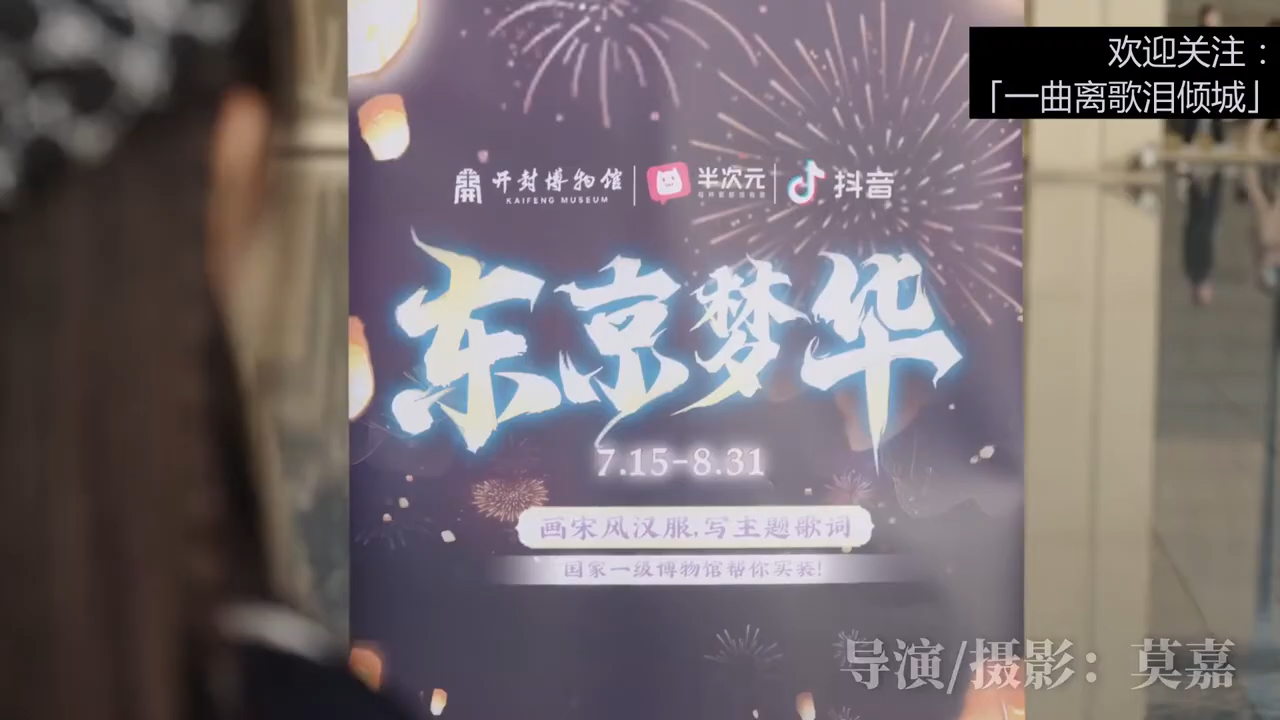 欢迎关注：
「一曲离歌泪倾城」
开封博物馆 半次元 抖音
KAIFENG MUSEUM
东京梦华
7.15-8.31
画宋风汉服,写主题歌词
国家一级博物馆帮你实装!
导演/摄影：莫嘉